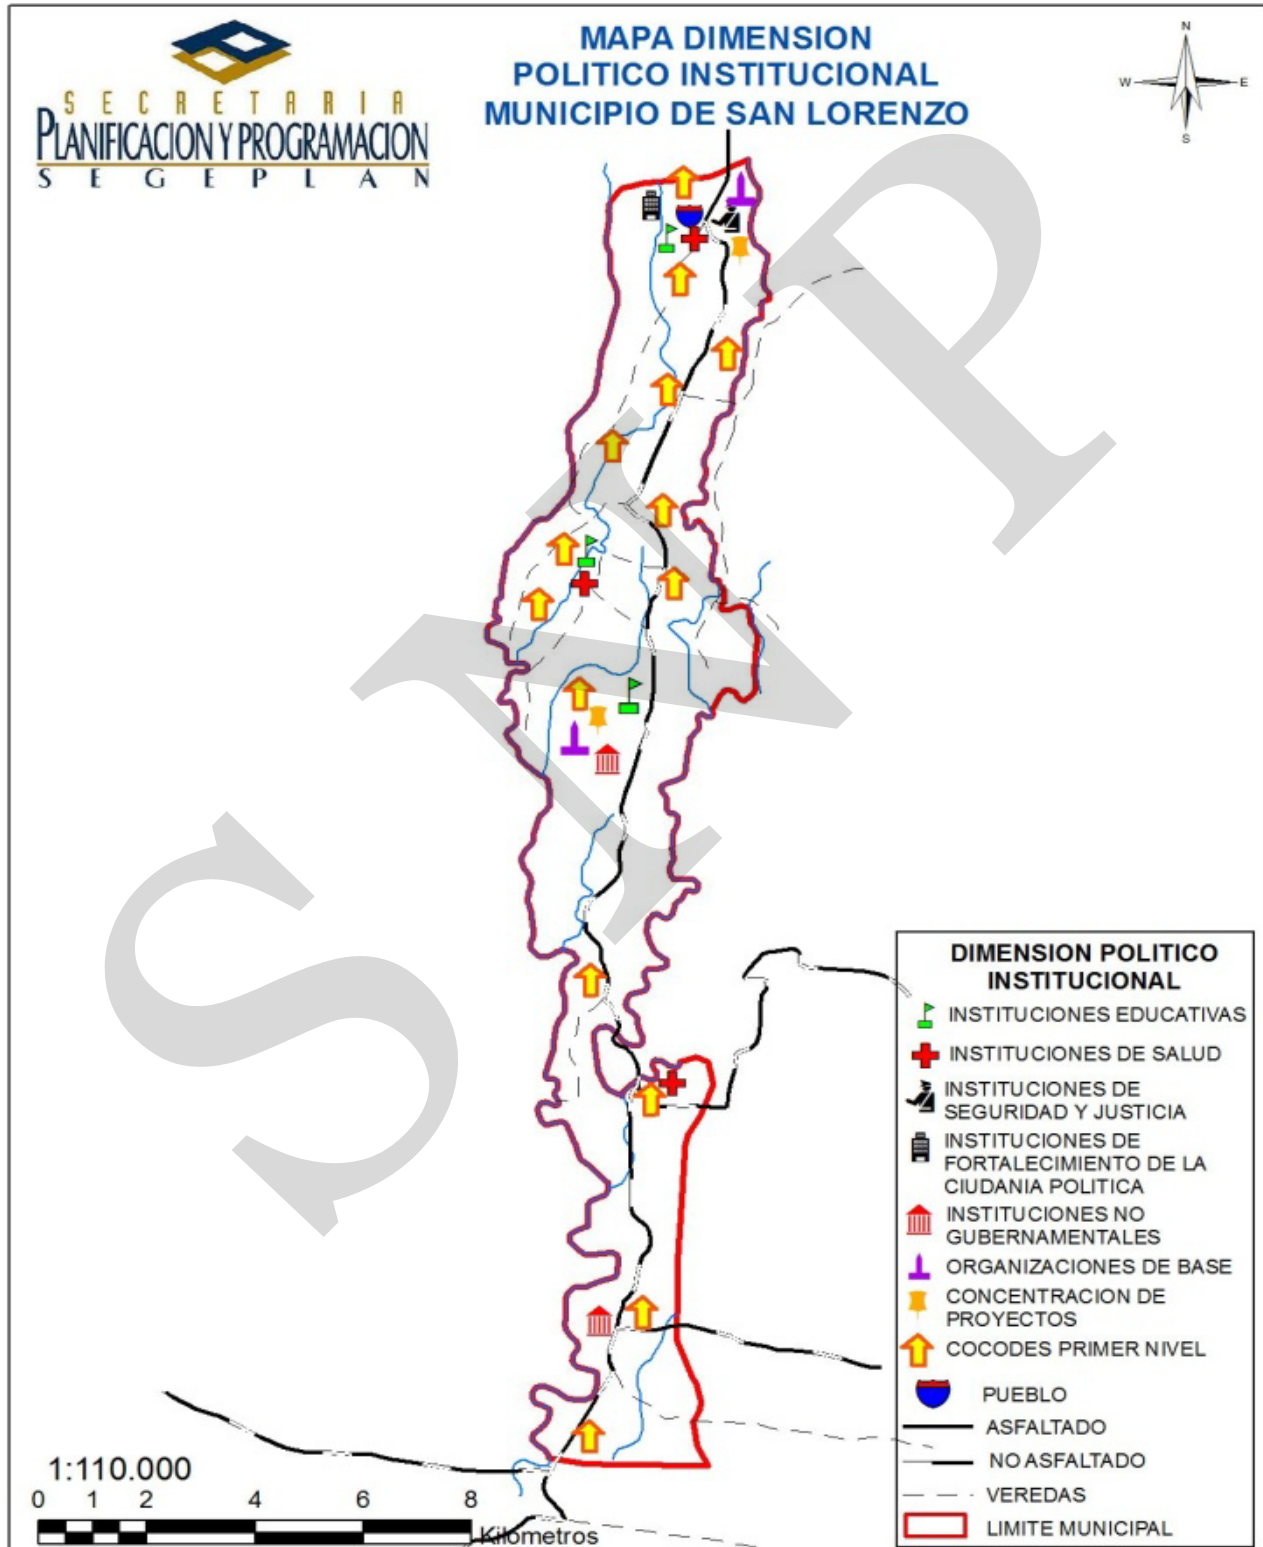 MAPA DIMENSION
POLITICO INSTITUCIONAL
MUNICIPIO DE SAN LORENZO
SECRETARIA
PLANIFICACION Y PROGRAMACION
SEGEPLAN
N
W E
S
SNP
DIMENSION POLITICO
INSTITUCIONAL
INSTITUCIONES EDUCATIVAS
INSTITUCIONES DE SALUD
INSTITUCIONES DE
SEGURIDAD Y JUSTICIA
INSTITUCIONES DE
FORTALECIMIENTO DE LA
CIUDANIA POLITICA
INSTITUCIONES NO
GUBERNAMENTALES
ORGANIZACIONES DE BASE
CONCENTRACION DE
PROYECTOS
COCODES PRIMER NIVEL
PUEBLO
ASFALTADO
NO ASFALTADO
VEREDAS
LIMITE MUNICIPAL
1:110.000
0 1 2 4 6 8
Kilometros